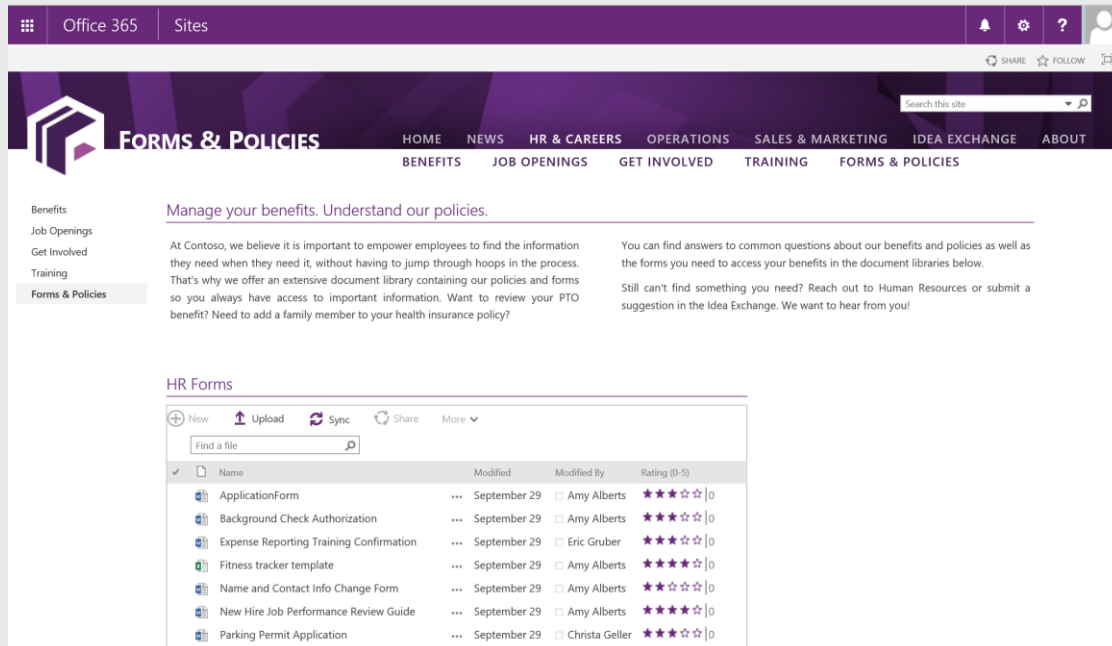 Office 365 Sites ?
SHARE FOLLOW
Search this site
FORMS & POLICIES
HOME NEWS HR & CAREERS OPERATIONS SALES & MARKETING IDEA EXCHANGE ABOUT
BENEFITS JOB OPENINGS GET INVOLVED TRAINING FORMS & POLICIES
Benefits
Job Openings
Get Involved
Training
Forms & Policies
Manage your benefits. Understand our policies.
At Contoso, we believe it is important to empower employees to find the information
they need when they need it, without having to jump through hoops in the process.
That's why we offer an extensive document library containing our policies and forms
so you always have access to important information. Want to review your PTO
benefit? Need to add a family member to your health insurance policy?
You can find answers to common questions about our benefits and policies as well as
the forms you need to access your benefits in the document libraries below.
Still can't find something you need? Reach out to Human Resources or submit a
suggestion in the Idea Exchange. We want to hear from you!
HR Forms
New Upload Sync Share More
Find a file
Name Modified Modified By Rating (0-5)
ApplicationForm ... September 29 Amy Alberts 0
Background Check Authorization ... September 29 Amy Alberts 0
Expense Reporting Training Confirmation ... September 29 Eric Gruber 0
Fitness tracker template ... September 29 Amy Alberts 0
Name and Contact Info Change Form ... September 29 Amy Alberts 0
New Hire Job Performance Review Guide ... September 29 Amy Alberts 0
Parking Permit Application ... September 29 Christa Geller 0